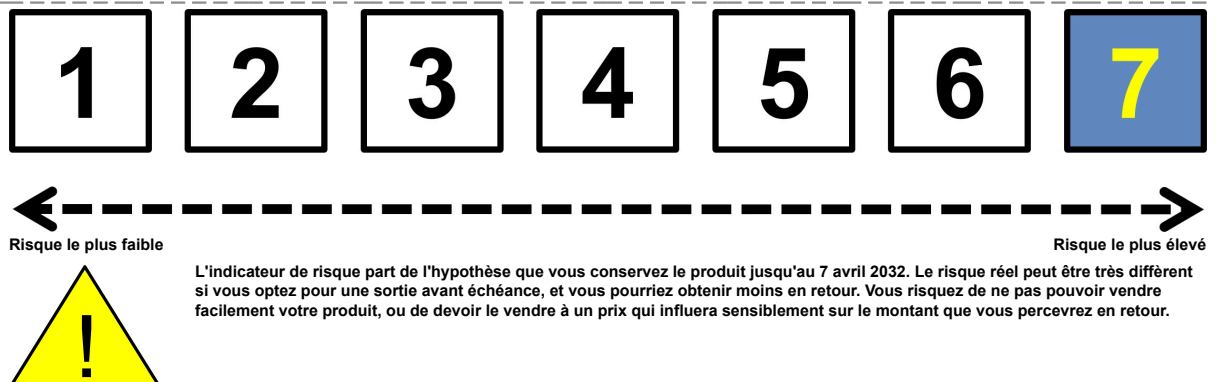 1 2 3 4 5 6 7
Risque le plus faible Risque le plus élevé
L'indicateur de risque part de l'hypothèse que vous conservez le produit jusqu'au 7 avril 2032. Le risque réel peut être très diffèrent
si vous optez pour une sortie avant échéance, et vous pourriez obtenir moins en retour. Vous risquez de ne pas pouvoir vendre
facilement votre produit, ou de devoir le vendre à un prix qui influera sensiblement sur le montant que vous percevrez en retour.
!